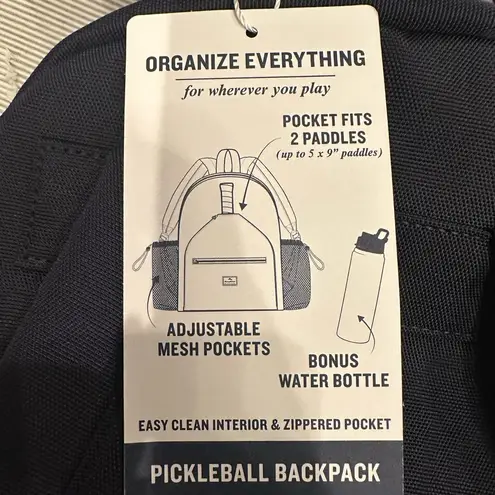 ORGANIZE EVERYTHING
for wherever you play
POCKET FITS
2 PADDLES
(up to 5 x 9" paddles)
ADJUSTABLE
MESH POCKETS
BONUS
WATER BOTTLE
EASY CLEAN INTERIOR & ZIPPERED POCKET
PICKLEBALL BACKPACK